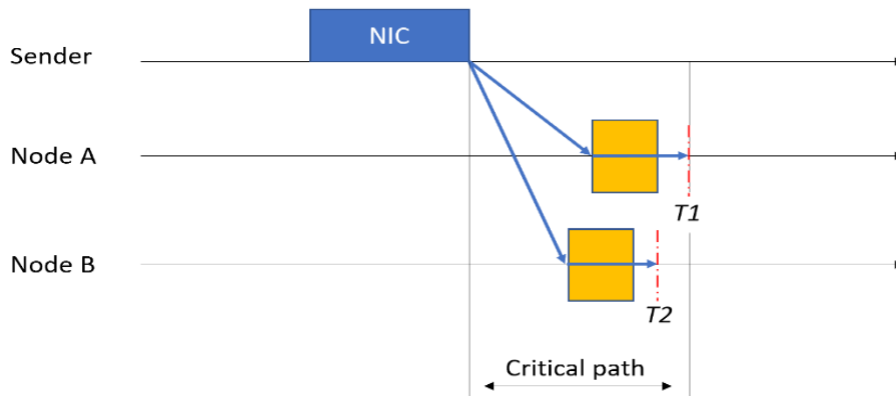 NIC
Sender
Node A
T1
Node B
T2
Critical path